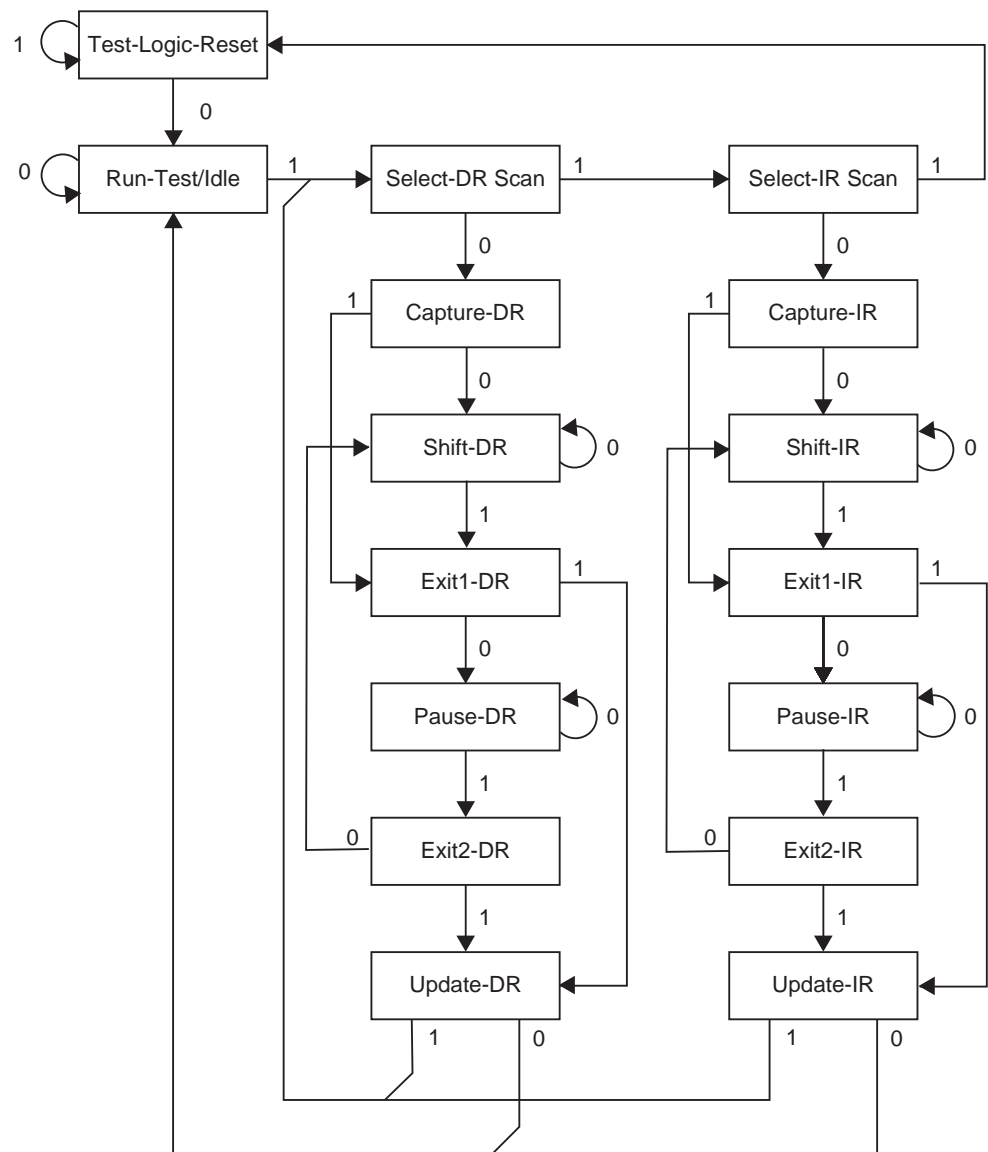 1 Test-Logic-Reset
0
0 Run-Test/Idle 1 Select-DR Scan 1 Select-IR Scan 1
0 0
1 Capture-DR 1 Capture-IR
0 0
Shift-DR 0 Shift-IR 0
1 1
Exit1-DR 1 Exit1-IR 1
0 0
Pause-DR 0 Pause-IR 0
1 1
0 Exit2-DR 0 Exit2-IR
1 1
Update-DR Update-IR
1 0 1 0